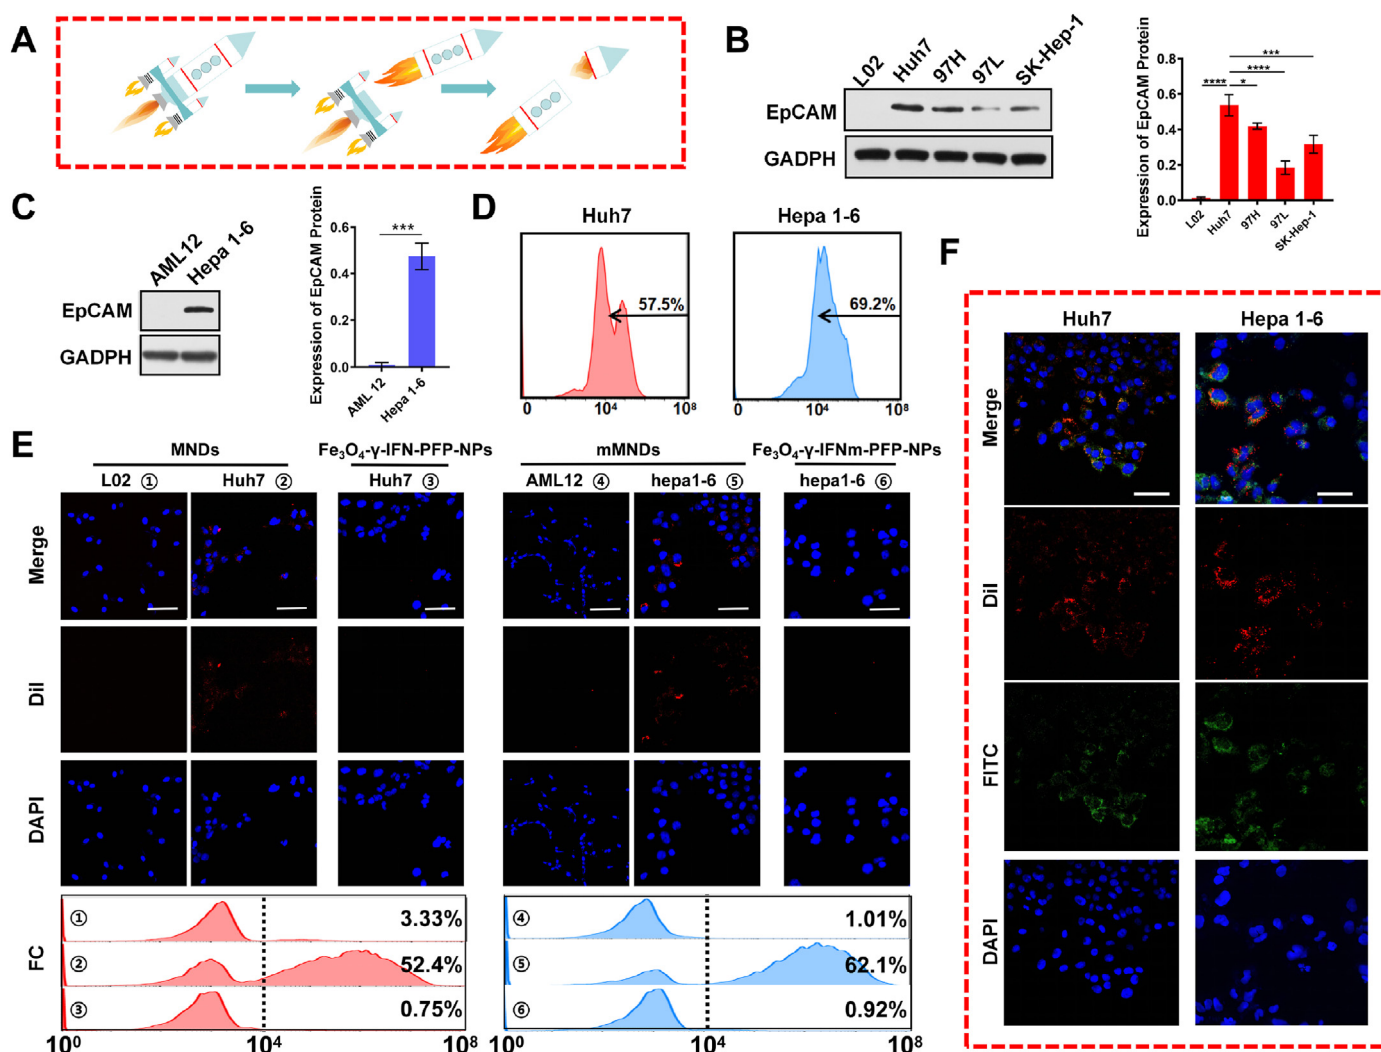 A
B
L02
Huh7
97H
97L
SK-Hep-1
EpCAM
GADPH
Expression of EpCAM Protein
0.8
0.6
0.4
0.2
0.0
****
*
****
***
L02
Huh7
97H
97L
SK-Hep-1
C
AML 12
Hepa 1-6
EpCAM
GADPH
Expression of EpCAM Protein
0.6
0.4
0.2
0.0
***
AML 12
Hepa 1-6
D
Huh7
57.5%
0 10⁴ 10⁸
Hepa 1-6
69.2%
0 10⁴ 10⁸
E
MNDs
Fe₃O₄-γ-IFN-PFP-NPs
mMNDs
Fe₃O₄-γ-IFNm-PFP-NPs
L02 ①
Huh7 ②
Huh7 ③
AML12 ④
hepa1-6 ⑤
hepa1-6 ⑥
Merge
Dil
DAPI
FC
① 3.33%
② 52.4%
③ 0.75%
10⁰ 10⁴ 10⁸
④ 1.01%
⑤ 62.1%
⑥ 0.92%
10⁰ 10⁴ 10⁸
F
Huh7
Hepa 1-6
Merge
Dil
FITC
DAPI